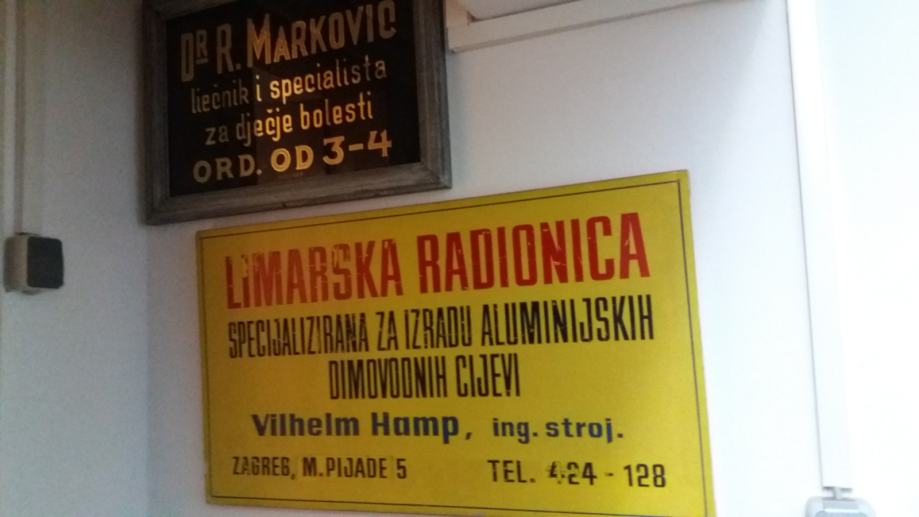 DR R. MARKOVIĆ
liečnik i specialista
za dječje bolesti
ORD. OD 3-4
LIMARSKA RADIONICA
SPECIJALIZIRANA ZA IZRADU ALUMINIJSKIH
DIMOVODNIH CIJEVI
Vilhelm Hamp, ing. stroj.
ZAGREB, M. PIJADE 5 TEL. 424 - 128